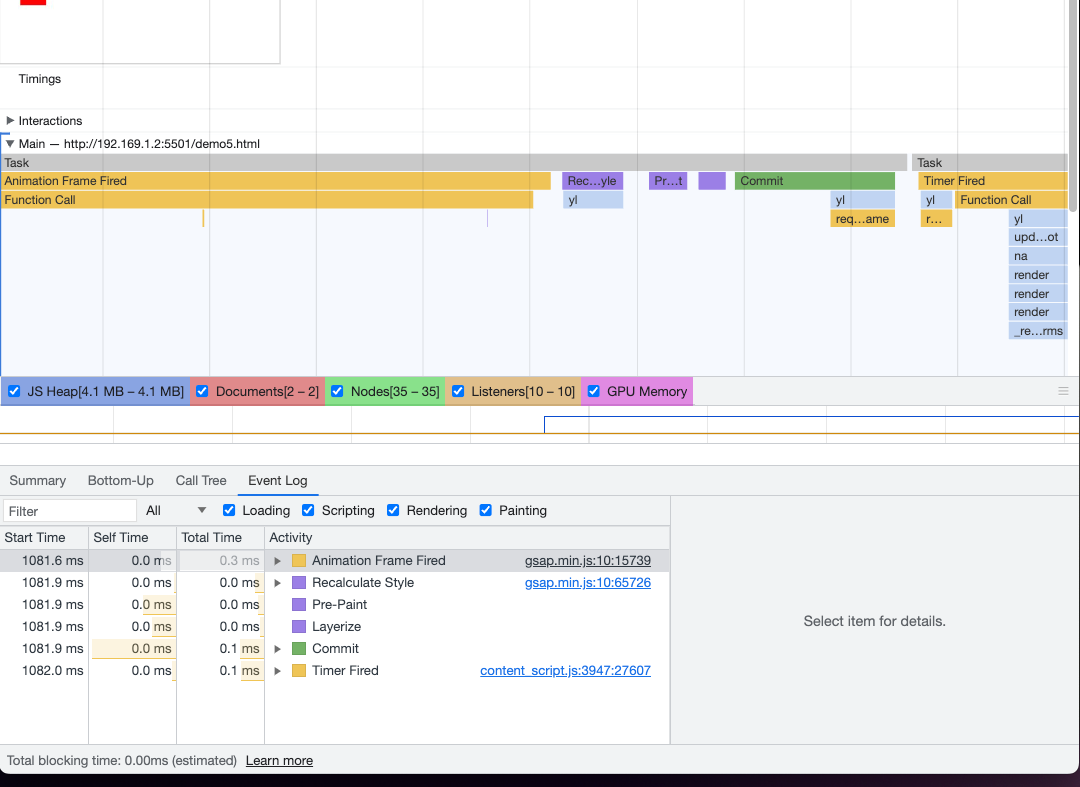 Timings
Interactions
Main — http://192.169.1.2:5501/demo5.html
Task Task
Animation Frame Fired Rec…yle Pr…t Commit Timer Fired
Function Call yl yl yl Function Call
req…ame r… yl
upd…ot
na
render
render
render
_re…rms
JS Heap[4.1 MB – 4.1 MB] Documents[2 – 2] Nodes[35 – 35] Listeners[10 – 10] GPU Memory
Summary Bottom-Up Call Tree Event Log
Filter All Loading Scripting Rendering Painting
Start Time Self Time Total Time Activity
1081.6 ms 0.0 ms 0.3 ms Animation Frame Fired gsap.min.js:10:15739
1081.9 ms 0.0 ms 0.0 ms Recalculate Style gsap.min.js:10:65726
1081.9 ms 0.0 ms 0.0 ms Pre-Paint
1081.9 ms 0.0 ms 0.0 ms Layerize
1081.9 ms 0.0 ms 0.1 ms Commit
1082.0 ms 0.0 ms 0.1 ms Timer Fired content_script.js:3947:27607
Select item for details.
Total blocking time: 0.00ms (estimated) Learn more